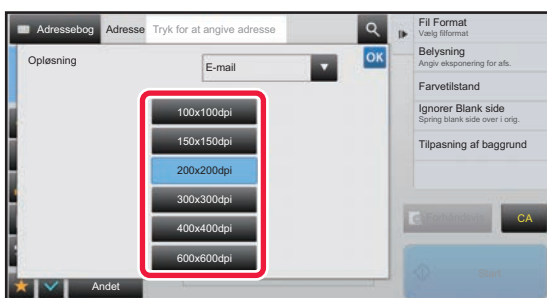 Adressebog
Adresse
Tryk for at angive adresse
Opløsning
E-mail
OK
100x100dpi
150x150dpi
200x200dpi
300x300dpi
400x400dpi
600x600dpi
Andet
Fil Format
Vælg filformat
Belysning
Angiv eksponering for afs.
Farvetilstand
Ignorer Blank side
Spring blank side over i orig.
Tilpasning af baggrund
CA
Start